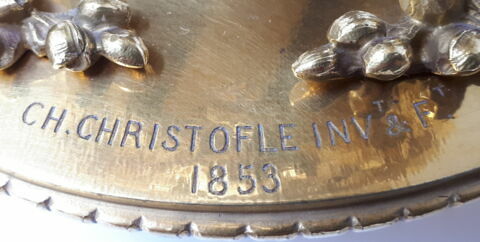 CH. CHRISTOFLE INV.T & F.T
1853